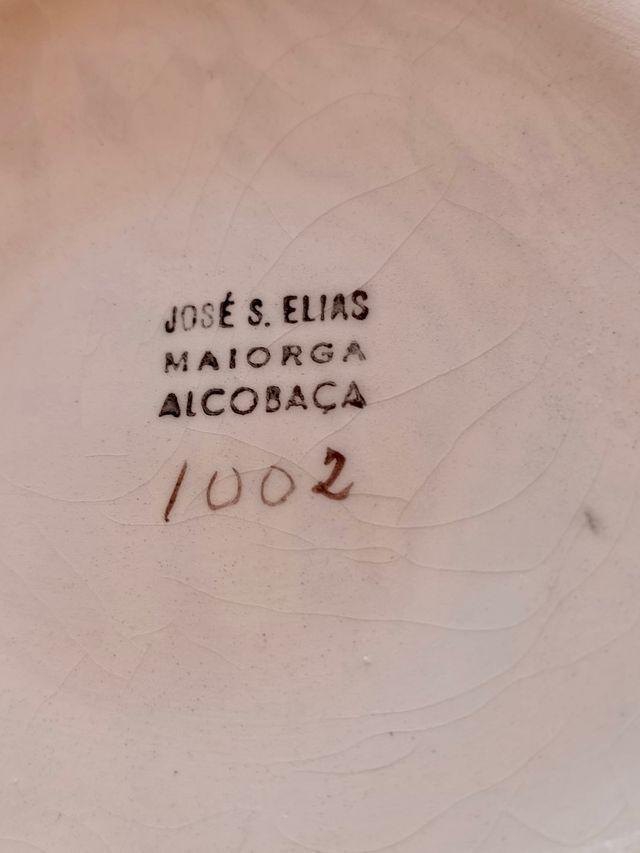 JOSÉ S. ELIAS
MAIORGA
ALCOBAÇA
1002